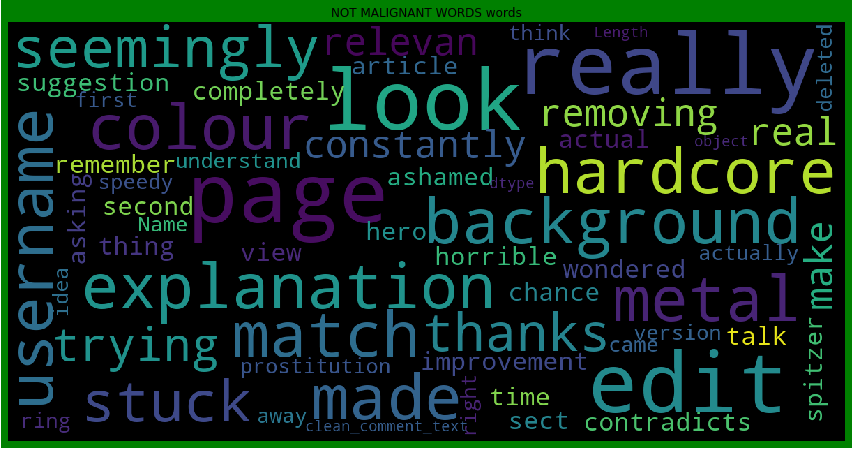 NOT MALIGNANT WORDS words
seemingly
relevan
think
Length
really
deleted
suggestion
article
first
completely
look
colour
removing
constantly
actual
object
real
remember
understand
username
asking
speedy
page
ashamed
dtype
hardcore
second
Name
hero
background
thing
view
horrible
wondered
actually
make
idea
explanation
chance
metal
trying
match
thanks
came
version
talk
spitzer
prostitution
improvement
edit
stuck
made
right
time
ring
away
clean_comment_text
sect
contradicts